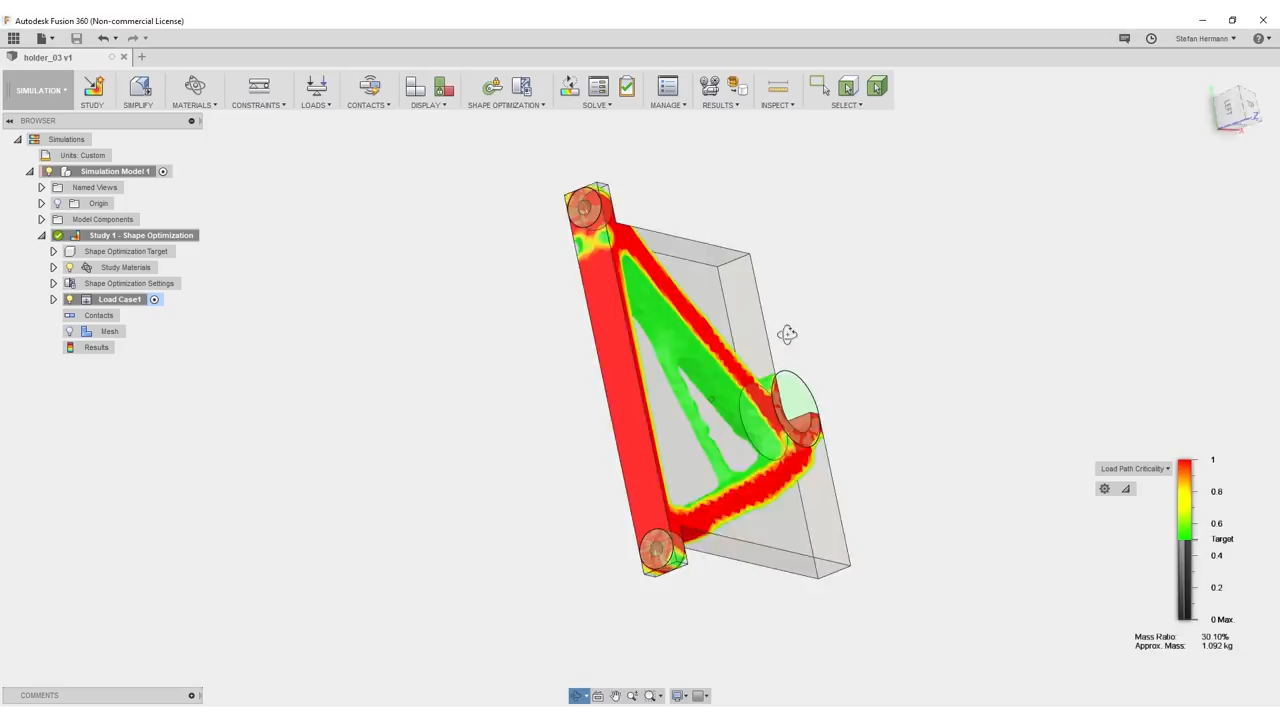 Autodesk Fusion 360 (Non-commercial License)
Stefan Hermann
holder_03 v1
SIMULATION
STUDY SIMPLIFY MATERIALS CONSTRAINTS LOADS CONTACTS DISPLAY SHAPE OPTIMIZATION SOLVE MANAGE RESULTS INSPECT SELECT
BROWSER
Simulations
Units: Custom
Simulation Model 1
Named Views
Origin
Model Components
Study 1 - Shape Optimization
Shape Optimization Target
Study Materials
Shape Optimization Settings
Load Case1
Contacts
Mesh
Results
LEFT
Z
X
Load Path Criticality
1
0.8
0.6
Target
0.4
0.2
0 Max.
Mass Ratio: 30.10%
Approx. Mass: 1.092 kg
COMMENTS